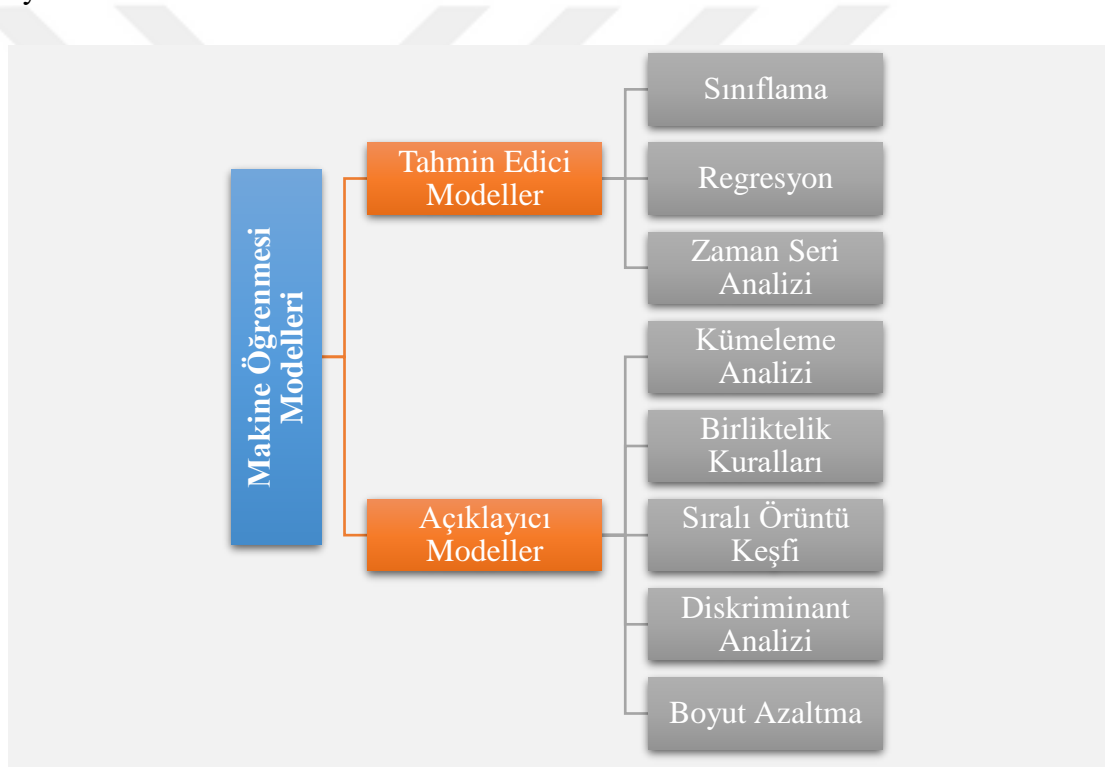 Makine Öğrenmesi
Modelleri
Tahmin Edici
Modeller
Sınıflama
Regresyon
Zaman Seri
Analizi
Açıklayıcı
Modeller
Kümeleme
Analizi
Birliktelik
Kuralları
Sıralı Örüntü
Keşfi
Diskriminant
Analizi
Boyut Azaltma